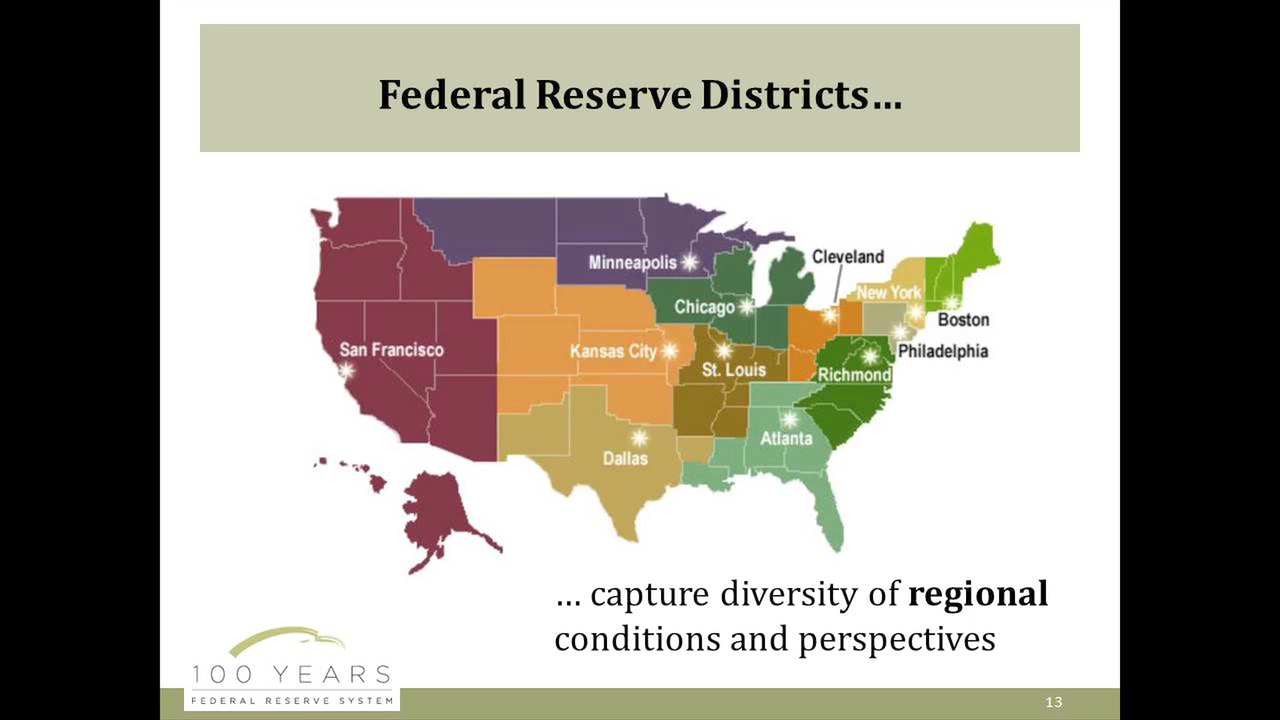 Federal Reserve Districts…
Cleveland
Minneapolis
New York
Chicago
Boston
San Francisco
Kansas City
Philadelphia
St. Louis
Richmond
Atlanta
Dallas
… capture diversity of regional
conditions and perspectives
100 YEARS
FEDERAL RESERVE SYSTEM
13